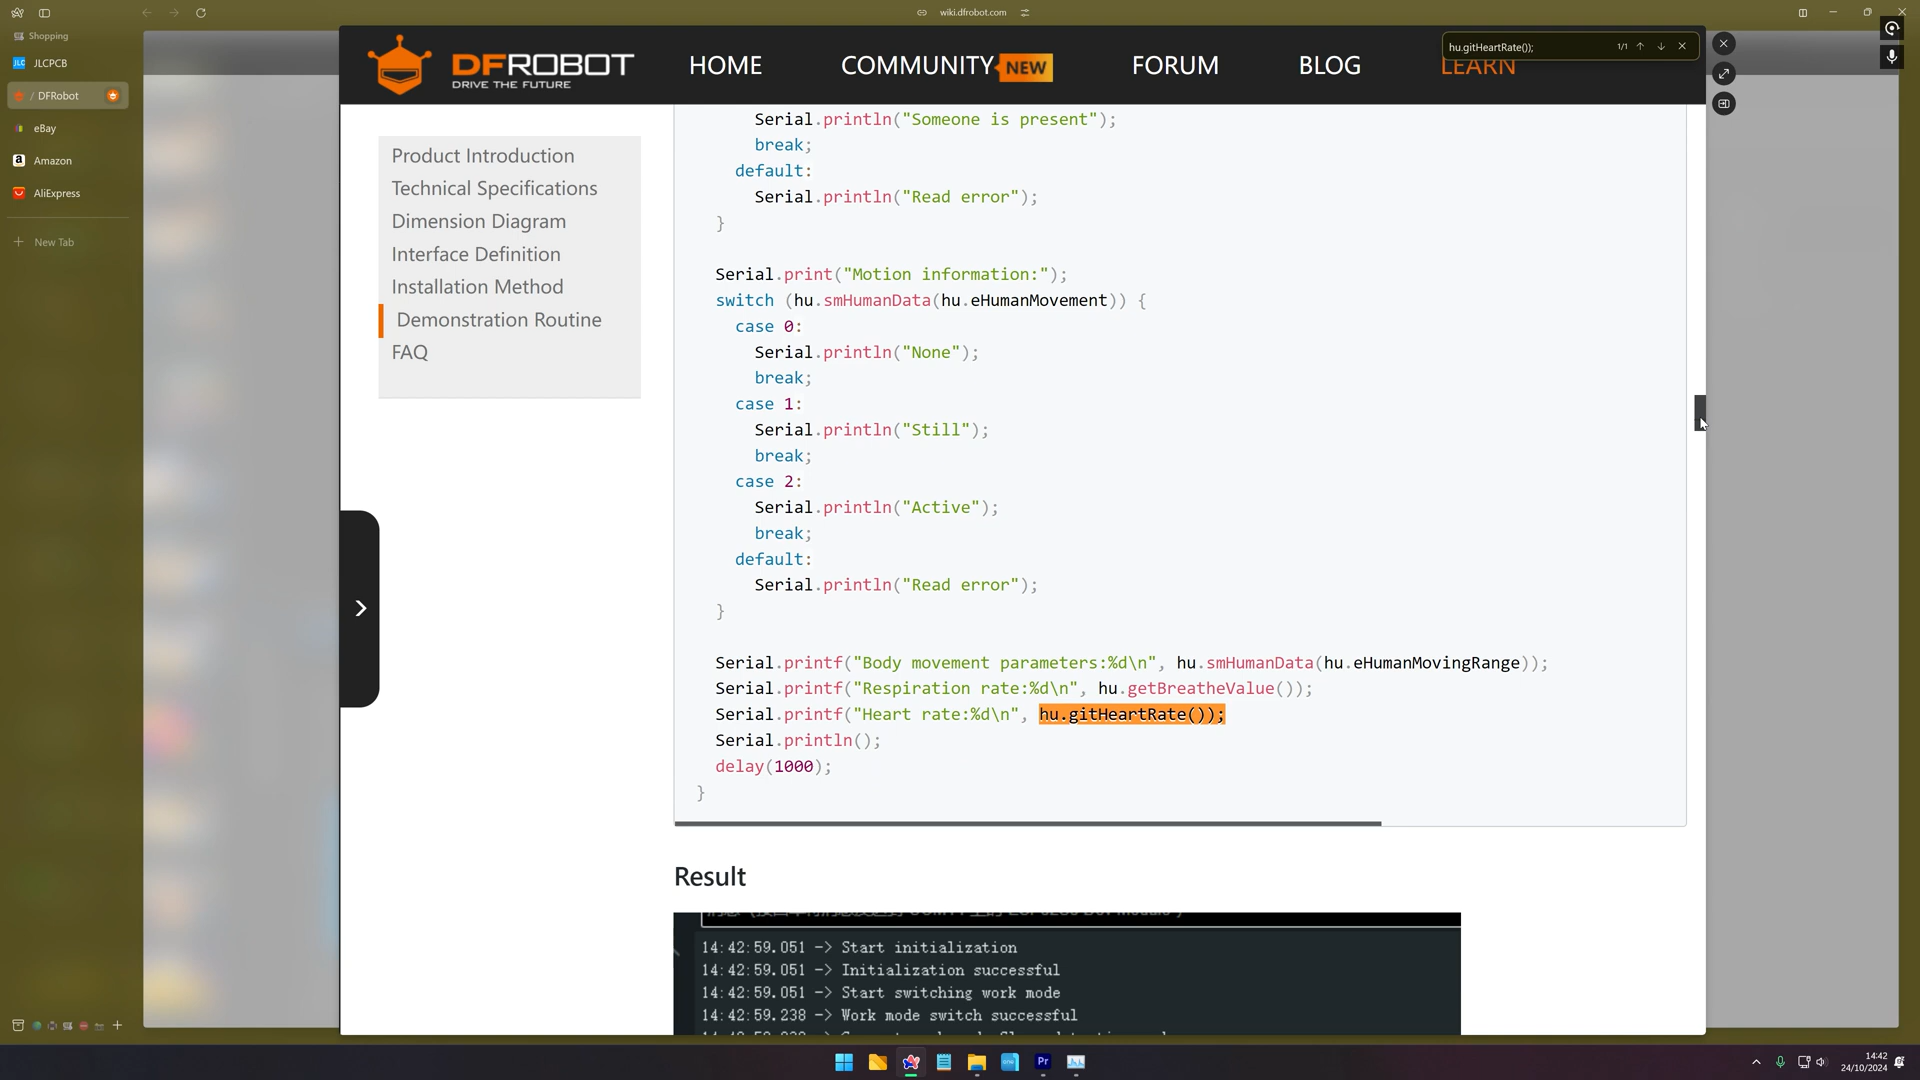 wiki.dfrobot.com
Shopping
JLCPCB
/ DFRobot
eBay
Amazon
AliExpress
New Tab
DFROBOT
DRIVE THE FUTURE
HOME
COMMUNITY NEW
FORUM
BLOG
LEARN
hu.gitHeartRate()); 1/1
Product Introduction
Technical Specifications
Dimension Diagram
Interface Definition
Installation Method
Demonstration Routine
FAQ
Serial.println("Someone is present");
break;
default:
Serial.println("Read error");
}
Serial.print("Motion information:");
switch (hu.smHumanData(hu.eHumanMovement)) {
case 0:
Serial.println("None");
break;
case 1:
Serial.println("Still");
break;
case 2:
Serial.println("Active");
break;
default:
Serial.println("Read error");
}
Serial.printf("Body movement parameters:%d\n", hu.smHumanData(hu.eHumanMovingRange));
Serial.printf("Respiration rate:%d\n", hu.getBreatheValue());
Serial.printf("Heart rate:%d\n", hu.gitHeartRate());
Serial.println();
delay(1000);
}
Result
14:42:59.051 -> Start initialization
14:42:59.051 -> Initialization successful
14:42:59.051 -> Start switching work mode
14:42:59.238 -> Work mode switch successful
Pr
14:42
24/10/2024